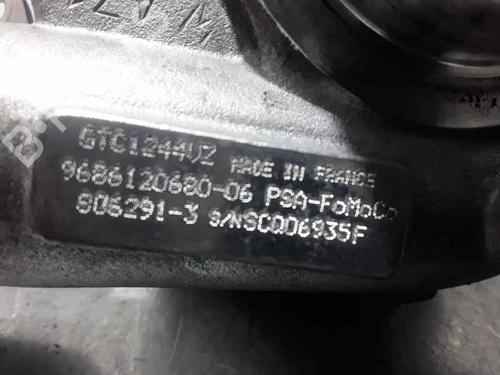 GTC1244VZ MADE IN FRANCE
9686120680-06 PSA-FoMoCo
806291-3 S/NSCQ06935F